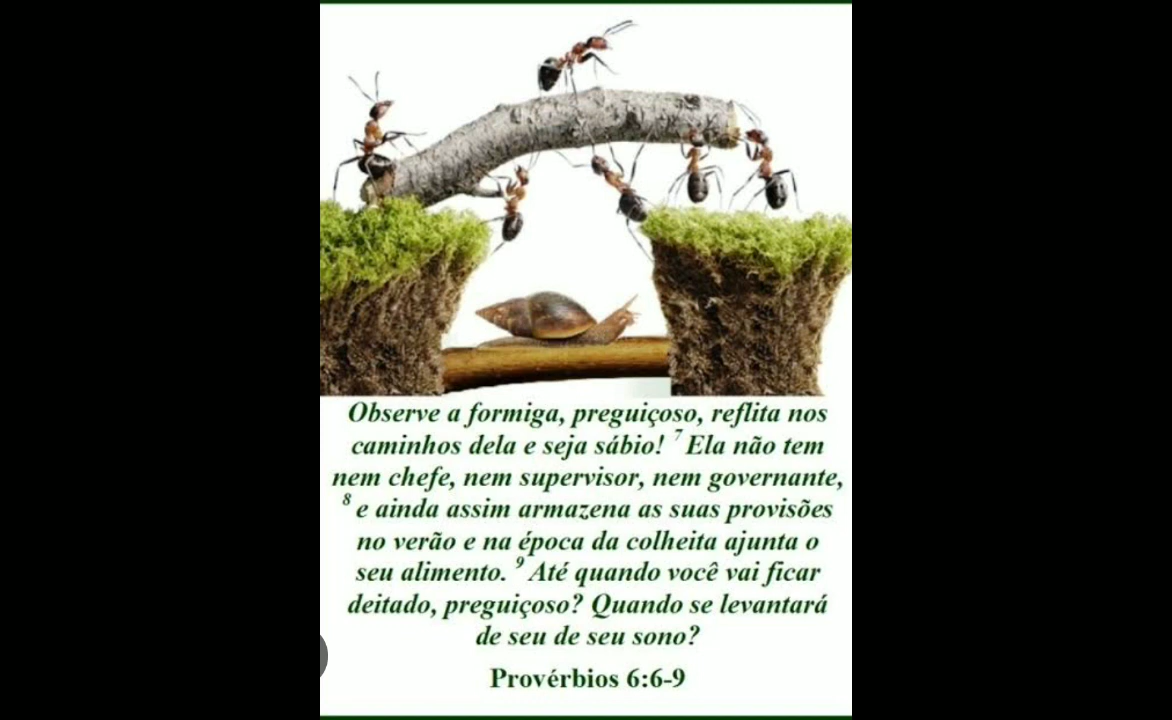 Observe a formiga, preguiçoso, reflita nos
caminhos dela e seja sábio! ⁷ Ela não tem
nem chefe, nem supervisor, nem governante,
⁸ e ainda assim armazena as suas provisões
no verão e na época da colheita ajunta o
seu alimento. ⁹ Até quando você vai ficar
deitado, preguiçoso? Quando se levantará
de seu de seu sono?
Provérbios 6:6-9